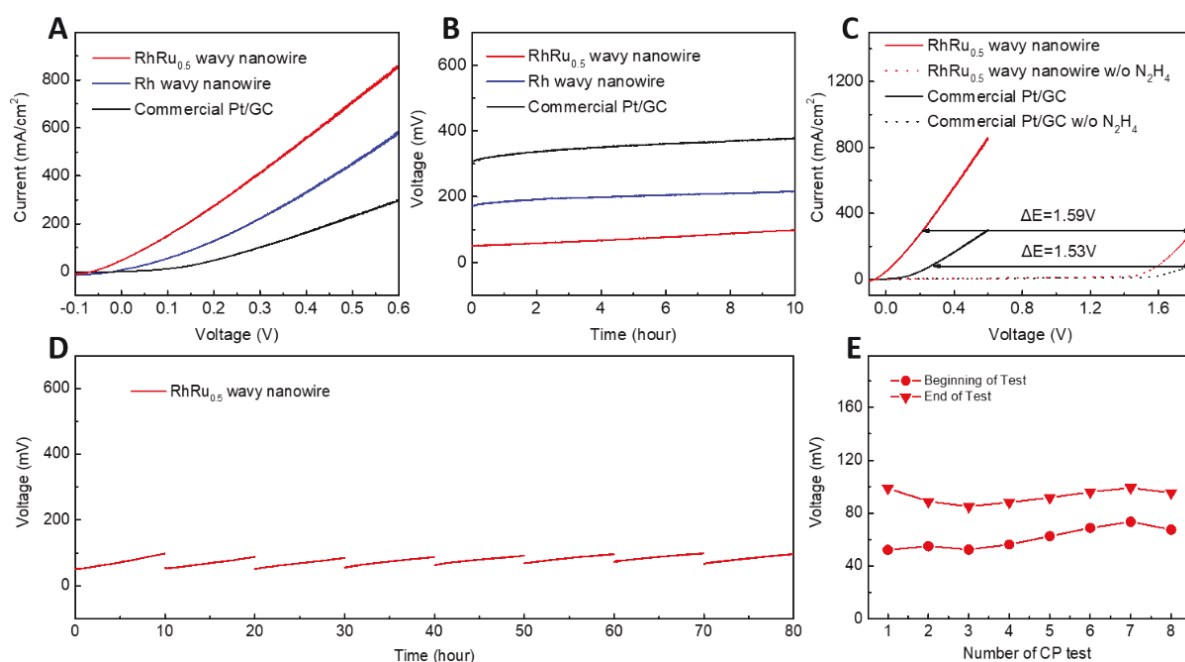 A
RhRu0.5 wavy nanowire
Rh wavy nanowire
Commercial Pt/GC
Current (mA/cm2)
800
600
400
200
0
-0.1 0.0 0.1 0.2 0.3 0.4 0.5 0.6
Voltage (V)
B
RhRu0.5 wavy nanowire
Rh wavy nanowire
Commercial Pt/GC
Voltage (mV)
600
400
200
0
0 2 4 6 8 10
Time (hour)
C
RhRu0.5 wavy nanowire
RhRu0.5 wavy nanowire w/o N2H4
Commercial Pt/GC
Commercial Pt/GC w/o N2H4
Current (mA/cm2)
1200
800
400
0
ΔE=1.59V
ΔE=1.53V
0.0 0.4 0.8 1.2 1.6
Voltage (V)
D
RhRu0.5 wavy nanowire
Voltage (mV)
600
400
200
0
0 10 20 30 40 50 60 70 80
Time (hour)
E
Beginning of Test
End of Test
Voltage (mV)
160
120
80
40
0
1 2 3 4 5 6 7 8
Number of CP test